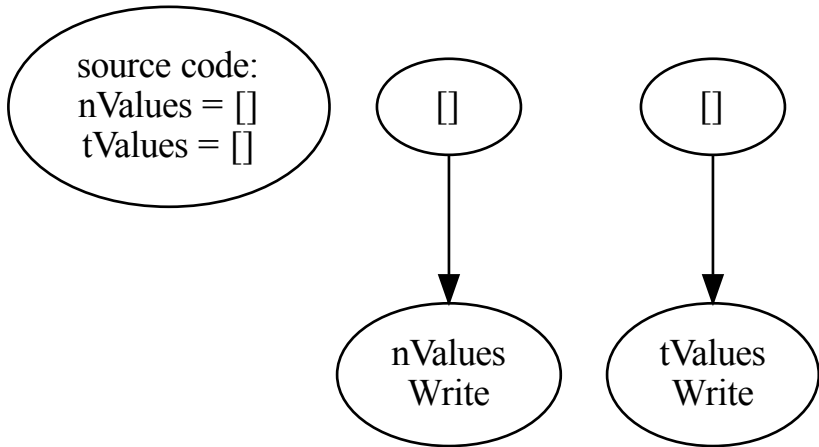 source code:
nValues = []
tValues = []
[]
[]
nValues
Write
tValues
Write